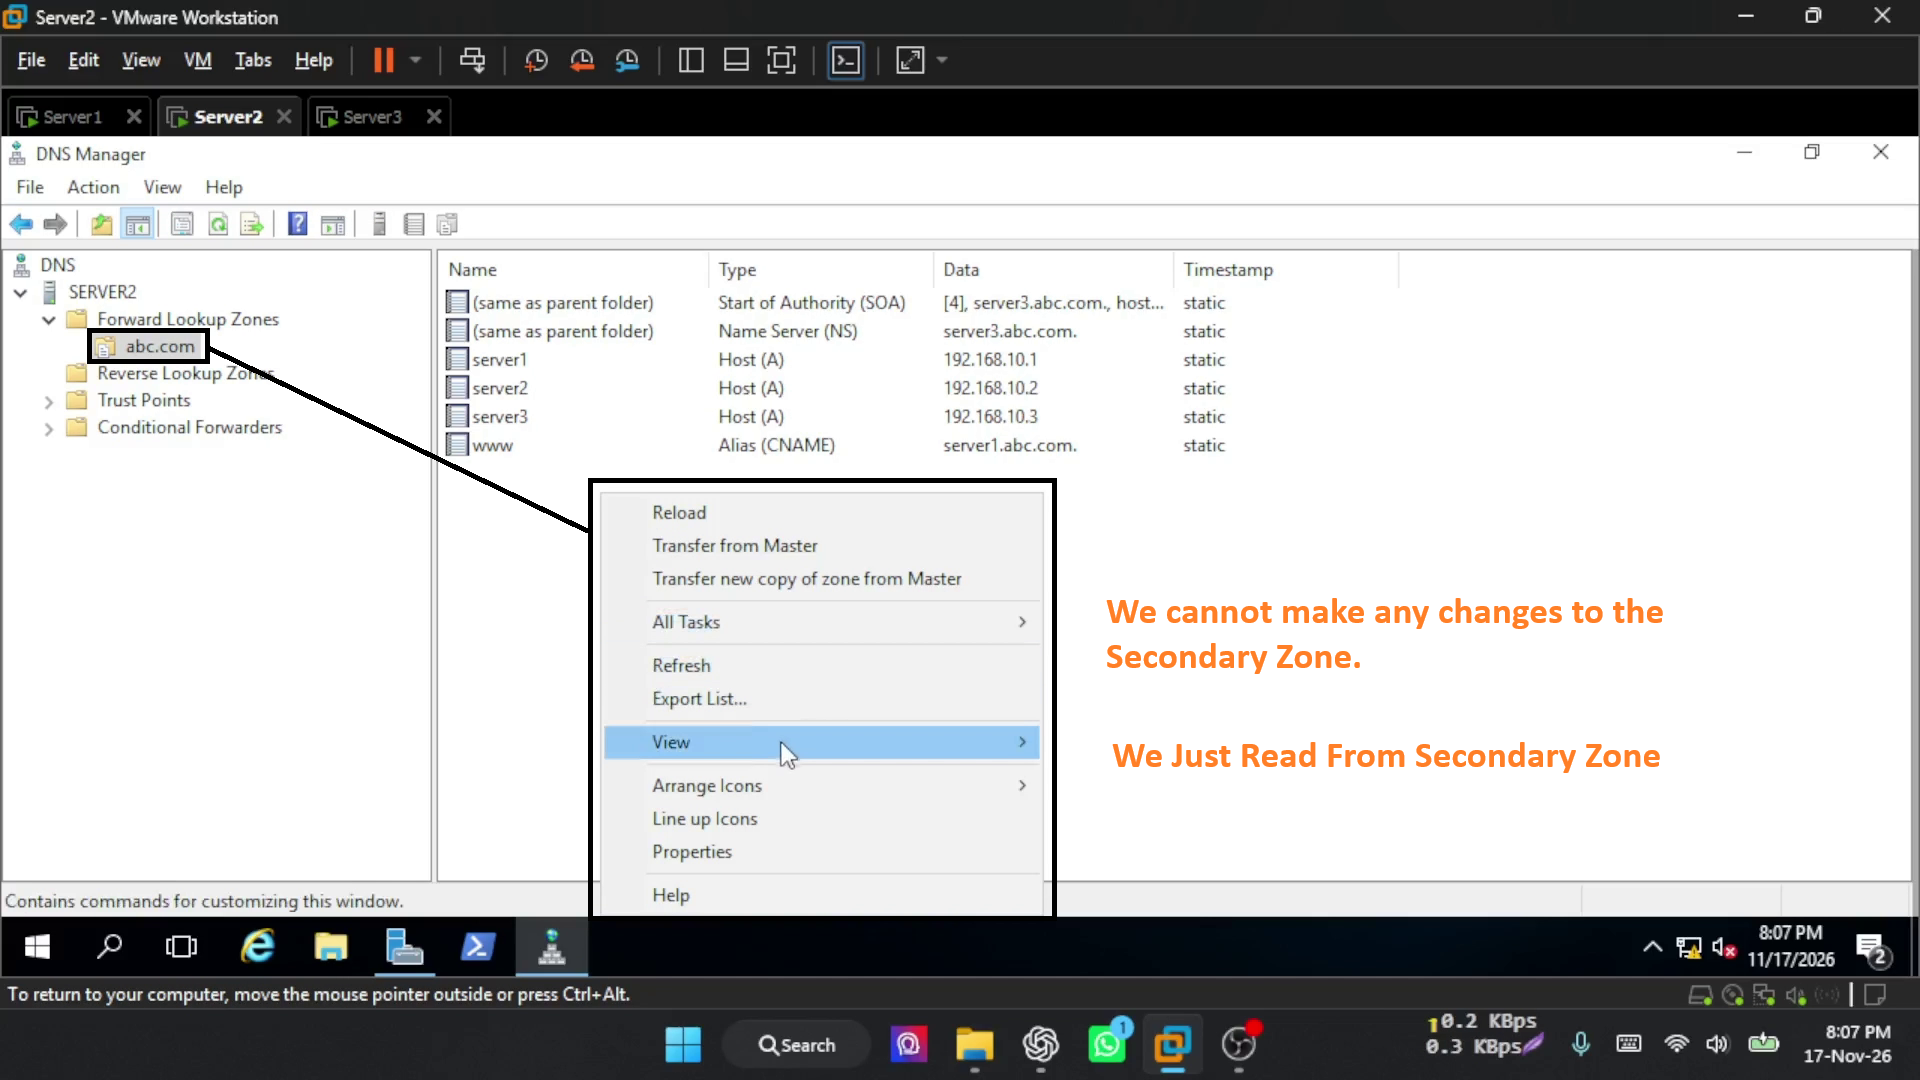 Server2 - VMware Workstation
File Edit View VM Tabs Help
Server1 Server2 Server3
DNS Manager
File Action View Help
DNS
SERVER2
Forward Lookup Zones
abc.com
Reverse Lookup Zones
Trust Points
Conditional Forwarders
Name Type Data Timestamp
(same as parent folder) Start of Authority (SOA) [4], server3.abc.com., host... static
(same as parent folder) Name Server (NS) server3.abc.com. static
server1 Host (A) 192.168.10.1 static
server2 Host (A) 192.168.10.2 static
server3 Host (A) 192.168.10.3 static
www Alias (CNAME) server1.abc.com. static
Reload
Transfer from Master
Transfer new copy of zone from Master
All Tasks
Refresh
Export List...
View
Arrange Icons
Line up Icons
Properties
Help
We cannot make any changes to the
Secondary Zone.
We Just Read From Secondary Zone
Contains commands for customizing this window.
8:07 PM
11/17/2026
2
To return to your computer, move the mouse pointer outside or press Ctrl+Alt.
Search
1
0.2 KBps
0.3 KBps
8:07 PM
17-Nov-26